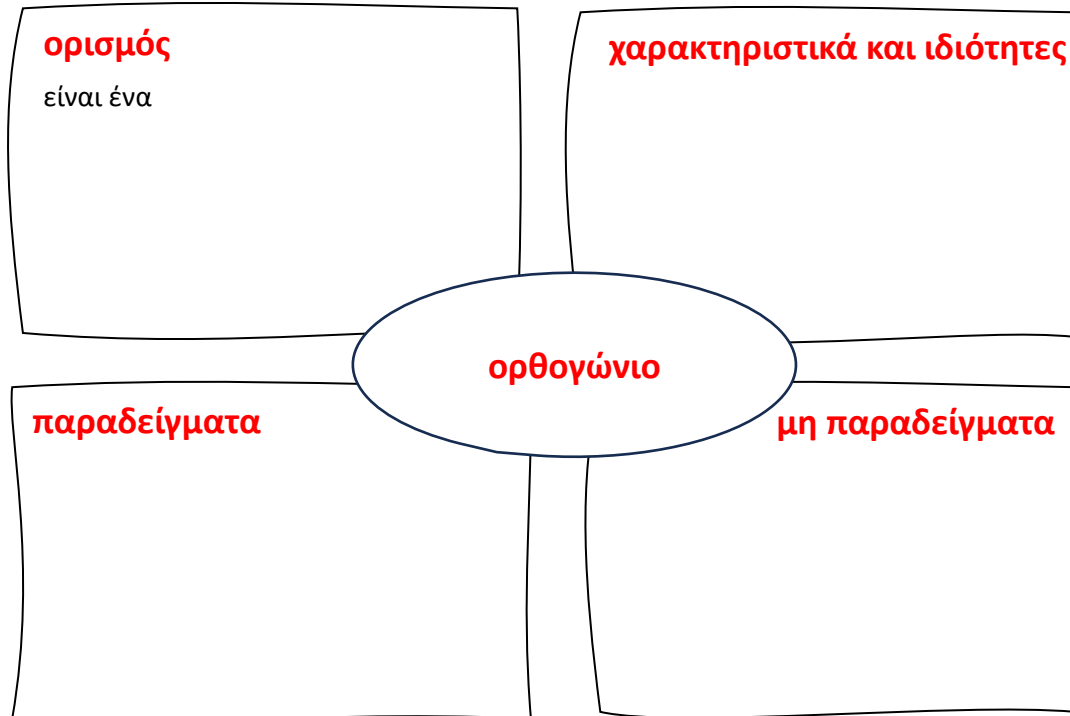 ορισμός
είναι ένα
χαρακτηριστικά και ιδιότητες
ορθογώνιο
παραδείγματα
μη παραδείγματα